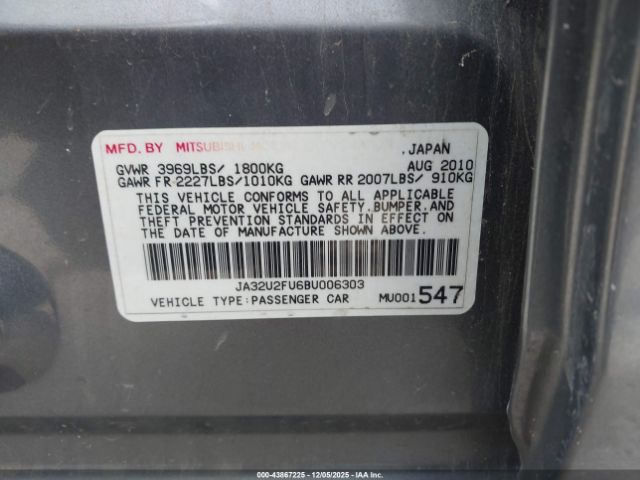 MFD. BY MITSUBISHI , JAPAN
GVWR 3969LBS/ 1800KG AUG 2010
GAWR FR 2227LBS/1010KG GAWR RR 2007LBS/ 910KG
THIS VEHICLE CONFORMS TO ALL APPLICABLE
FEDERAL MOTOR VEHICLE SAFETY.BUMPER.AND
THEFT PREVENTION STANDARDS IN EFFECT ON
THE DATE OF MANUFACTURE SHOWN ABOVE.
JA32U2FU6BU006303
VEHICLE TYPE:PASSENGER CAR MU001547
000 - 43867225 - 12/05/2025 - IAAI.COM